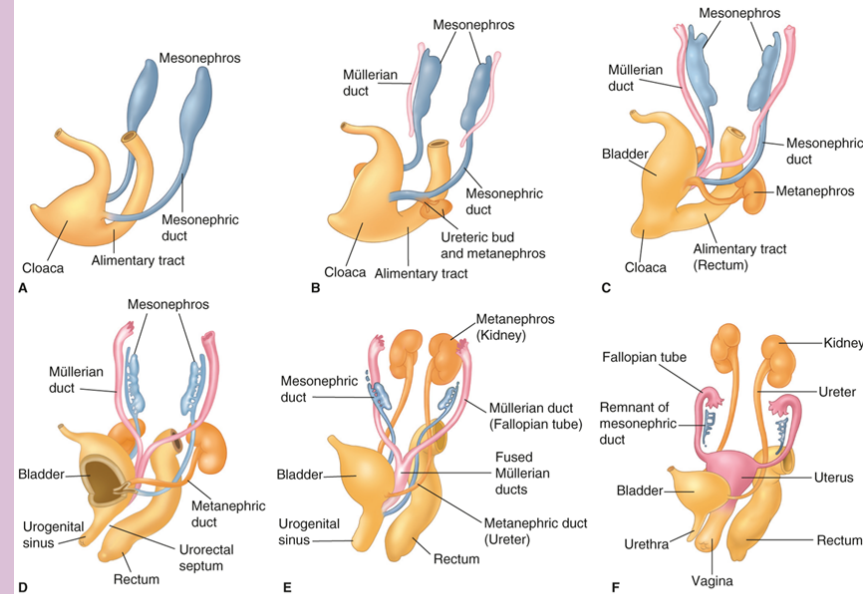 Mesonephros
Mesonephric
duct
Alimentary tract
Cloaca
A
Mesonephros
Müllerian
duct
Mesonephric
duct
Ureteric bud
and metanephros
Cloaca
Alimentary tract
B
Mesonephros
Müllerian
duct
Bladder
Mesonephric
duct
Metanephros
Alimentary tract
(Rectum)
Cloaca
C
Mesonephros
Müllerian
duct
Bladder
Metanephric
duct
Urogenital
sinus
Urorectal
septum
Rectum
D
Metanephros
(Kidney)
Mesonephric
duct
Müllerian duct
(Fallopian tube)
Fused
Müllerian
ducts
Bladder
Urogenital
sinus
Metanephric duct
(Ureter)
Rectum
E
Kidney
Fallopian tube
Ureter
Remnant of
mesonephric
duct
Uterus
Bladder
Urethra
Rectum
Vagina
F